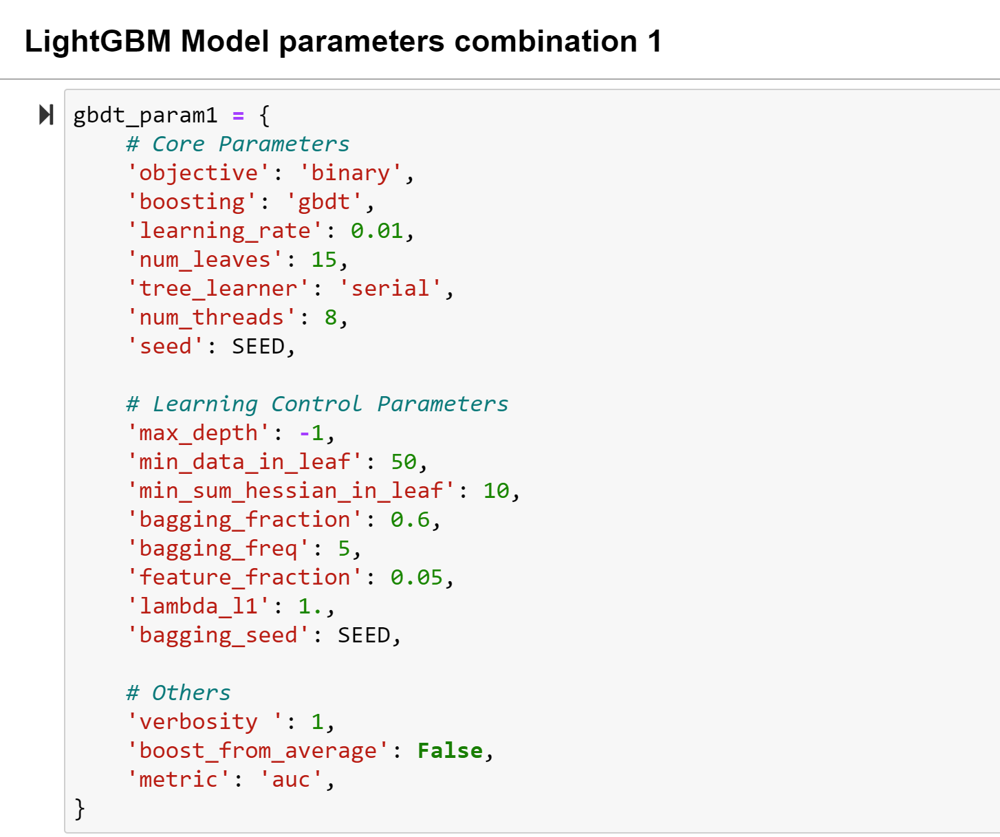 LightGBM Model parameters combination 1
gbdt_param1 = {
    # Core Parameters
    'objective': 'binary',
    'boosting': 'gbdt',
    'learning_rate': 0.01,
    'num_leaves': 15,
    'tree_learner': 'serial',
    'num_threads': 8,
    'seed': SEED,
    # Learning Control Parameters
    'max_depth': -1,
    'min_data_in_leaf': 50,
    'min_sum_hessian_in_leaf': 10,
    'bagging_fraction': 0.6,
    'bagging_freq': 5,
    'feature_fraction': 0.05,
    'lambda_l1': 1.,
    'bagging_seed': SEED,
    # Others
    'verbosity ': 1,
    'boost_from_average': False,
    'metric': 'auc',
}